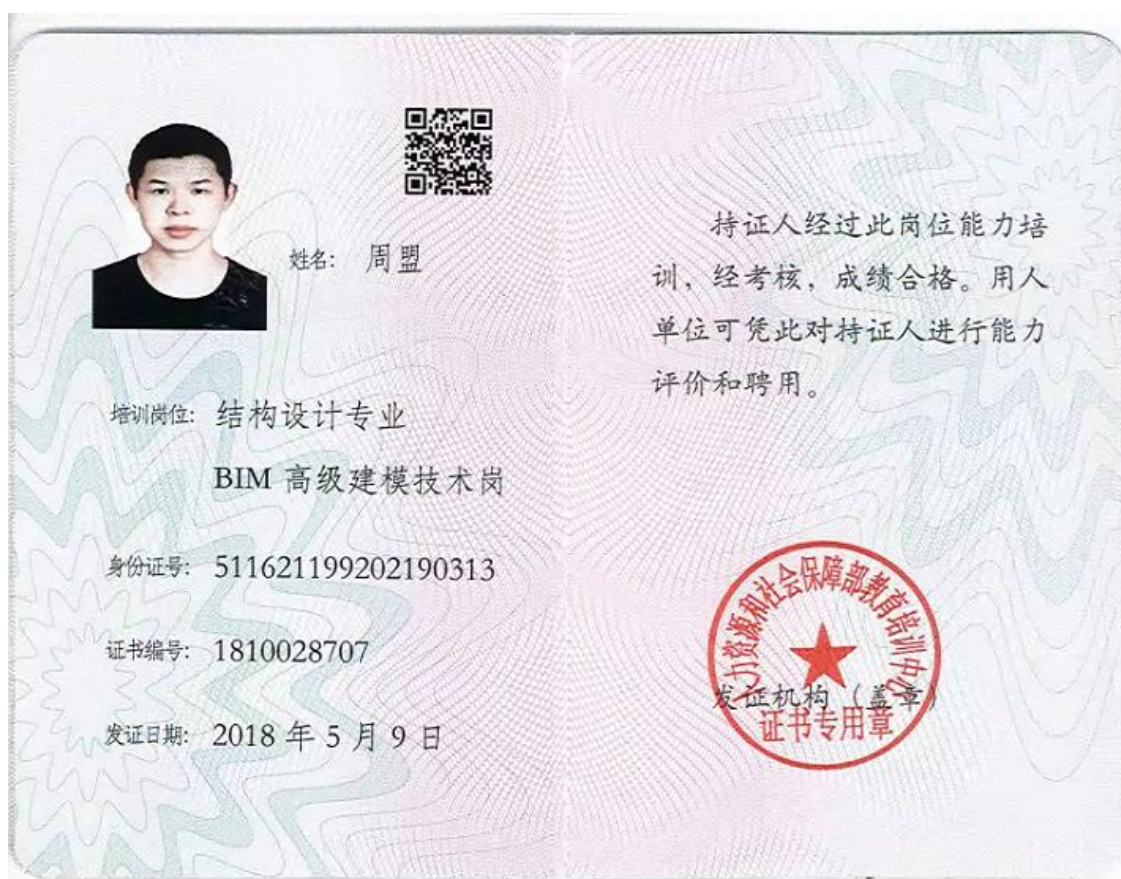 姓名: 周盟
培训岗位: 结构设计专业
BIM 高级建模技术岗
身份证号: 511621199202190313
证书编号: 1810028707
发证日期: 2018 年 5 月 9 日
持证人经过此岗位能力培
训，经考核，成绩合格。用人
单位可凭此对持证人进行能力
评价和聘用。
人力资源和社会保障部教育培训中心
发证机构（盖章）
证书专用章